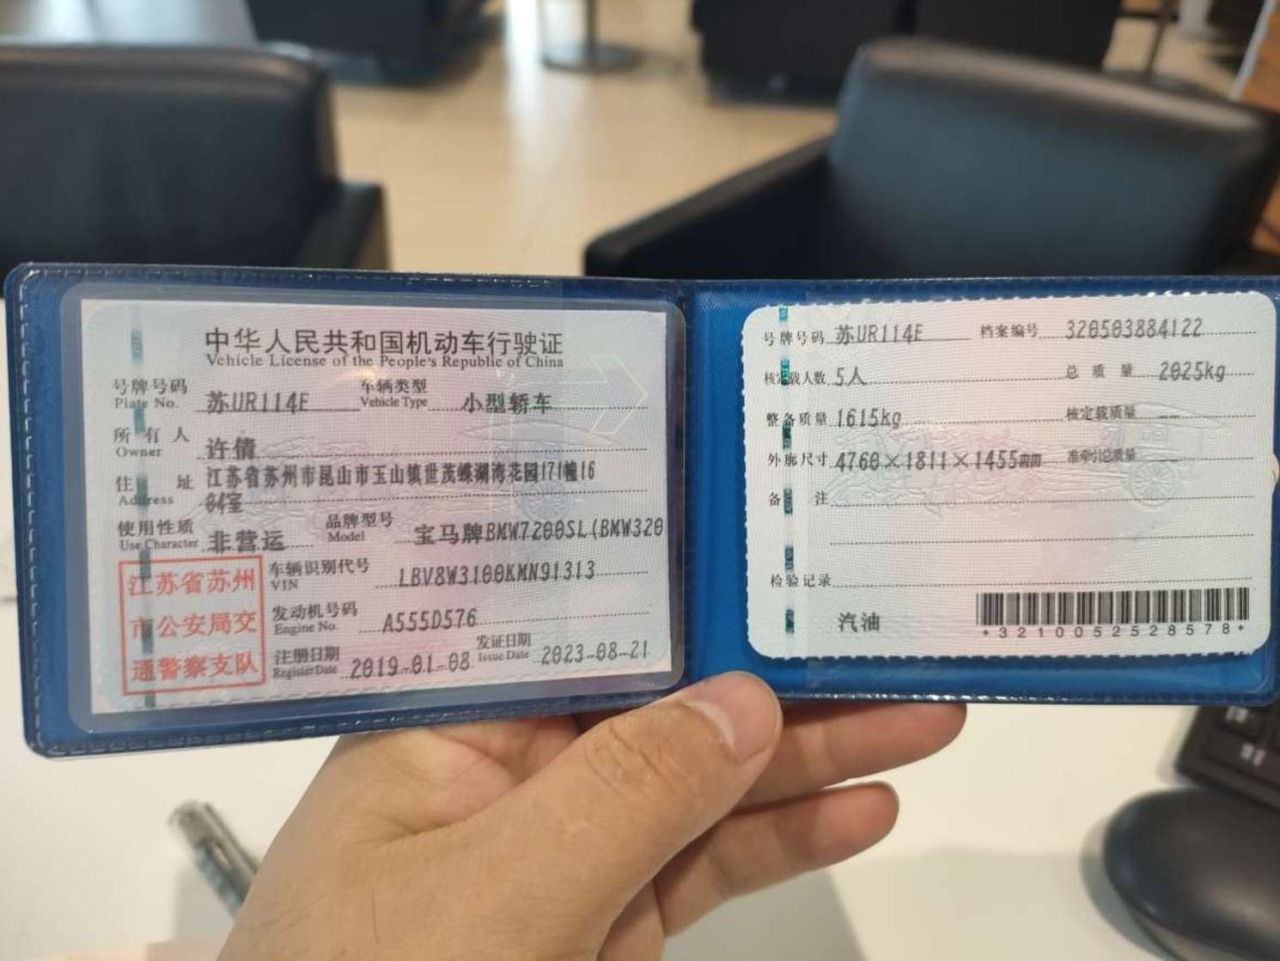 中华人民共和国机动车行驶证
Vehicle License of the People's Republic of China
号牌号码 苏UR114E 车辆类型 小型轿车
Plate No. Vehicle Type
所有人 许倩
Owner
住址 江苏省苏州市昆山市玉山镇世茂蝶湖湾花园171幢16
Address 04室
使用性质 非营运 品牌型号 宝马牌BMW7200SL(BMW320
Use Character Model
江苏省苏州
市公安局交
通警察支队
车辆识别代号 LBV8W3100KMN91313
VIN
发动机号码 A555D576
Engine No.
注册日期 2019-01-08 发证日期 2023-08-21
Register Date Issue Date
号牌号码 苏UR114E 档案编号 320503884122
核定载人数 5人 总质量 2025kg
整备质量 1615kg 核定载质量 --
外廓尺寸 4760×1811×1455mm 准牵引总质量 --
备注
检验记录
汽油
*3210052528578*